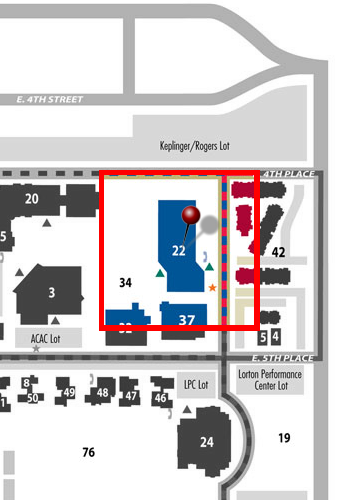 E. 4TH STREET
Keplinger/Rogers Lot
4TH PLACE
20
5
22
42
34
3
37
ACAC Lot
5 4
E. 5TH PLACE
8
50
49
48
47
46
LPC Lot
Lorton Performance
Center Lot
1
24
19
76